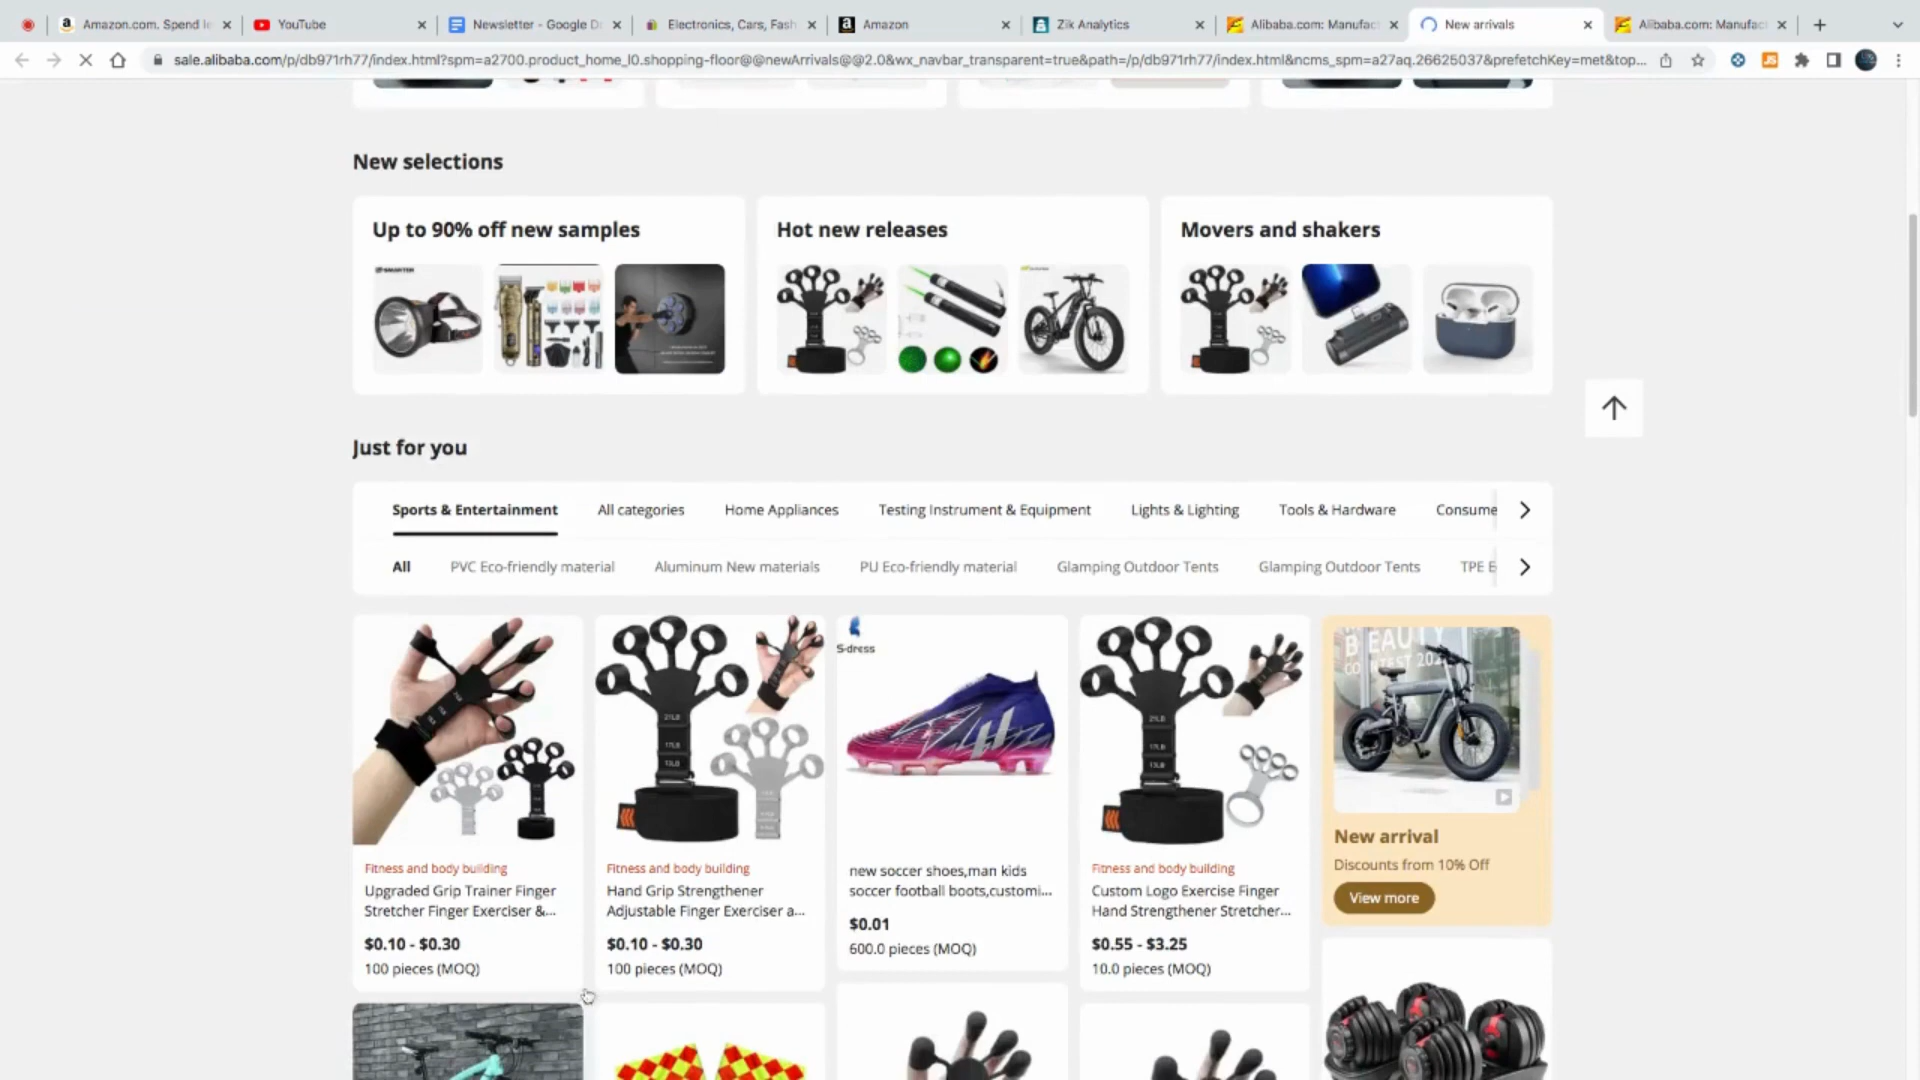 Amazon.com. Spend le
YouTube
Newsletter - Google Do
Electronics, Cars, Fash
Amazon
Zik Analytics
Alibaba.com: Manufac
New arrivals
Alibaba.com: Manufac
sale.alibaba.com/p/db971rh77/index.html?spm=a2700.product_home_l0.shopping-floor@@newArrivals@@2.0&wx_navbar_transparent=true&path=/p/db971rh77/index.html&ncms_spm=a27aq.26625037&prefetchKey=met&top...
New selections
Up to 90% off new samples
Hot new releases
Movers and shakers
Just for you
Sports & Entertainment
All categories
Home Appliances
Testing Instrument & Equipment
Lights & Lighting
Tools & Hardware
Consume
All
PVC Eco-friendly material
Aluminum New materials
PU Eco-friendly material
Glamping Outdoor Tents
Glamping Outdoor Tents
TPE E
Fitness and body building
Upgraded Grip Trainer Finger
Stretcher Finger Exerciser &...
$0.10 - $0.30
100 pieces (MOQ)
21LB
17LB
13LB
Fitness and body building
Hand Grip Strengthener
Adjustable Finger Exerciser a...
$0.10 - $0.30
100 pieces (MOQ)
S-dress
new soccer shoes,man kids
soccer football boots,customi...
$0.01
600.0 pieces (MOQ)
21LB
17LB
13LB
Fitness and body building
Custom Logo Exercise Finger
Hand Strengthener Stretcher...
$0.55 - $3.25
10.0 pieces (MOQ)
BEAUTY
New arrival
Discounts from 10% Off
View more